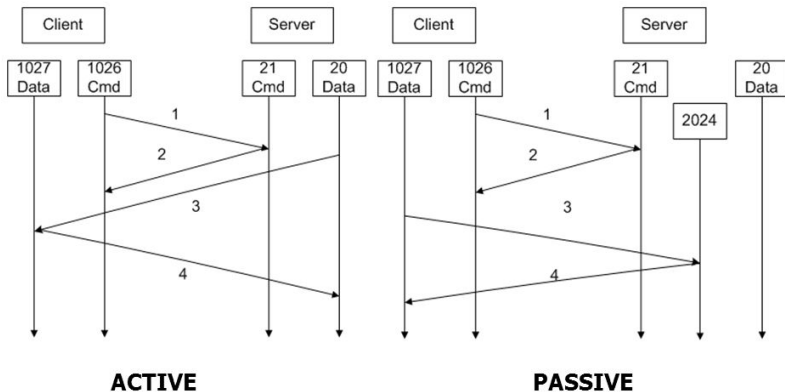 Client Server Client Server
1027 1026 21 20 1027 1026 21 20
Data Cmd Cmd Data Data Cmd Cmd Data
2024
1 1
2 2
3 3
4 4
ACTIVE PASSIVE